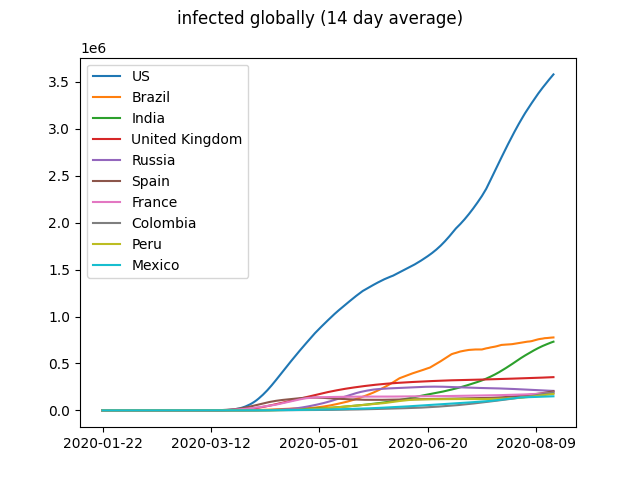 infected globally (14 day average)
1e6
3.5
3.0
2.5
2.0
1.5
1.0
0.5
0.0
US
Brazil
India
United Kingdom
Russia
Spain
France
Colombia
Peru
Mexico
2020-01-22 2020-03-12 2020-05-01 2020-06-20 2020-08-09